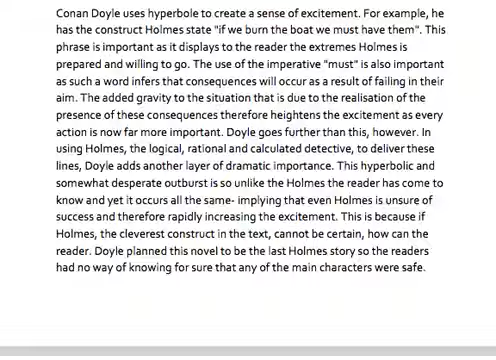 Conan Doyle uses hyperbole to create a sense of excitement. For example, he
has the construct Holmes state "if we burn the boat we must have them". This
phrase is important as it displays to the reader the extremes Holmes is
prepared and willing to go. The use of the imperative "must" is also important
as such a word infers that consequences will occur as a result of failing in their
aim. The added gravity to the situation that is due to the realisation of the
presence of these consequences therefore heightens the excitement as every
action is now far more important. Doyle goes further than this, however. In
using Holmes, the logical, rational and calculated detective, to deliver these
lines, Doyle adds another layer of dramatic importance. This hyperbolic and
somewhat desperate outburst is so unlike the Holmes the reader has come to
know and yet it occurs all the same- implying that even Holmes is unsure of
success and therefore rapidly increasing the excitement. This is because if
Holmes, the cleverest construct in the text, cannot be certain, how can the
reader. Doyle planned this novel to be the last Holmes story so the readers
had no way of knowing for sure that any of the main characters were safe.